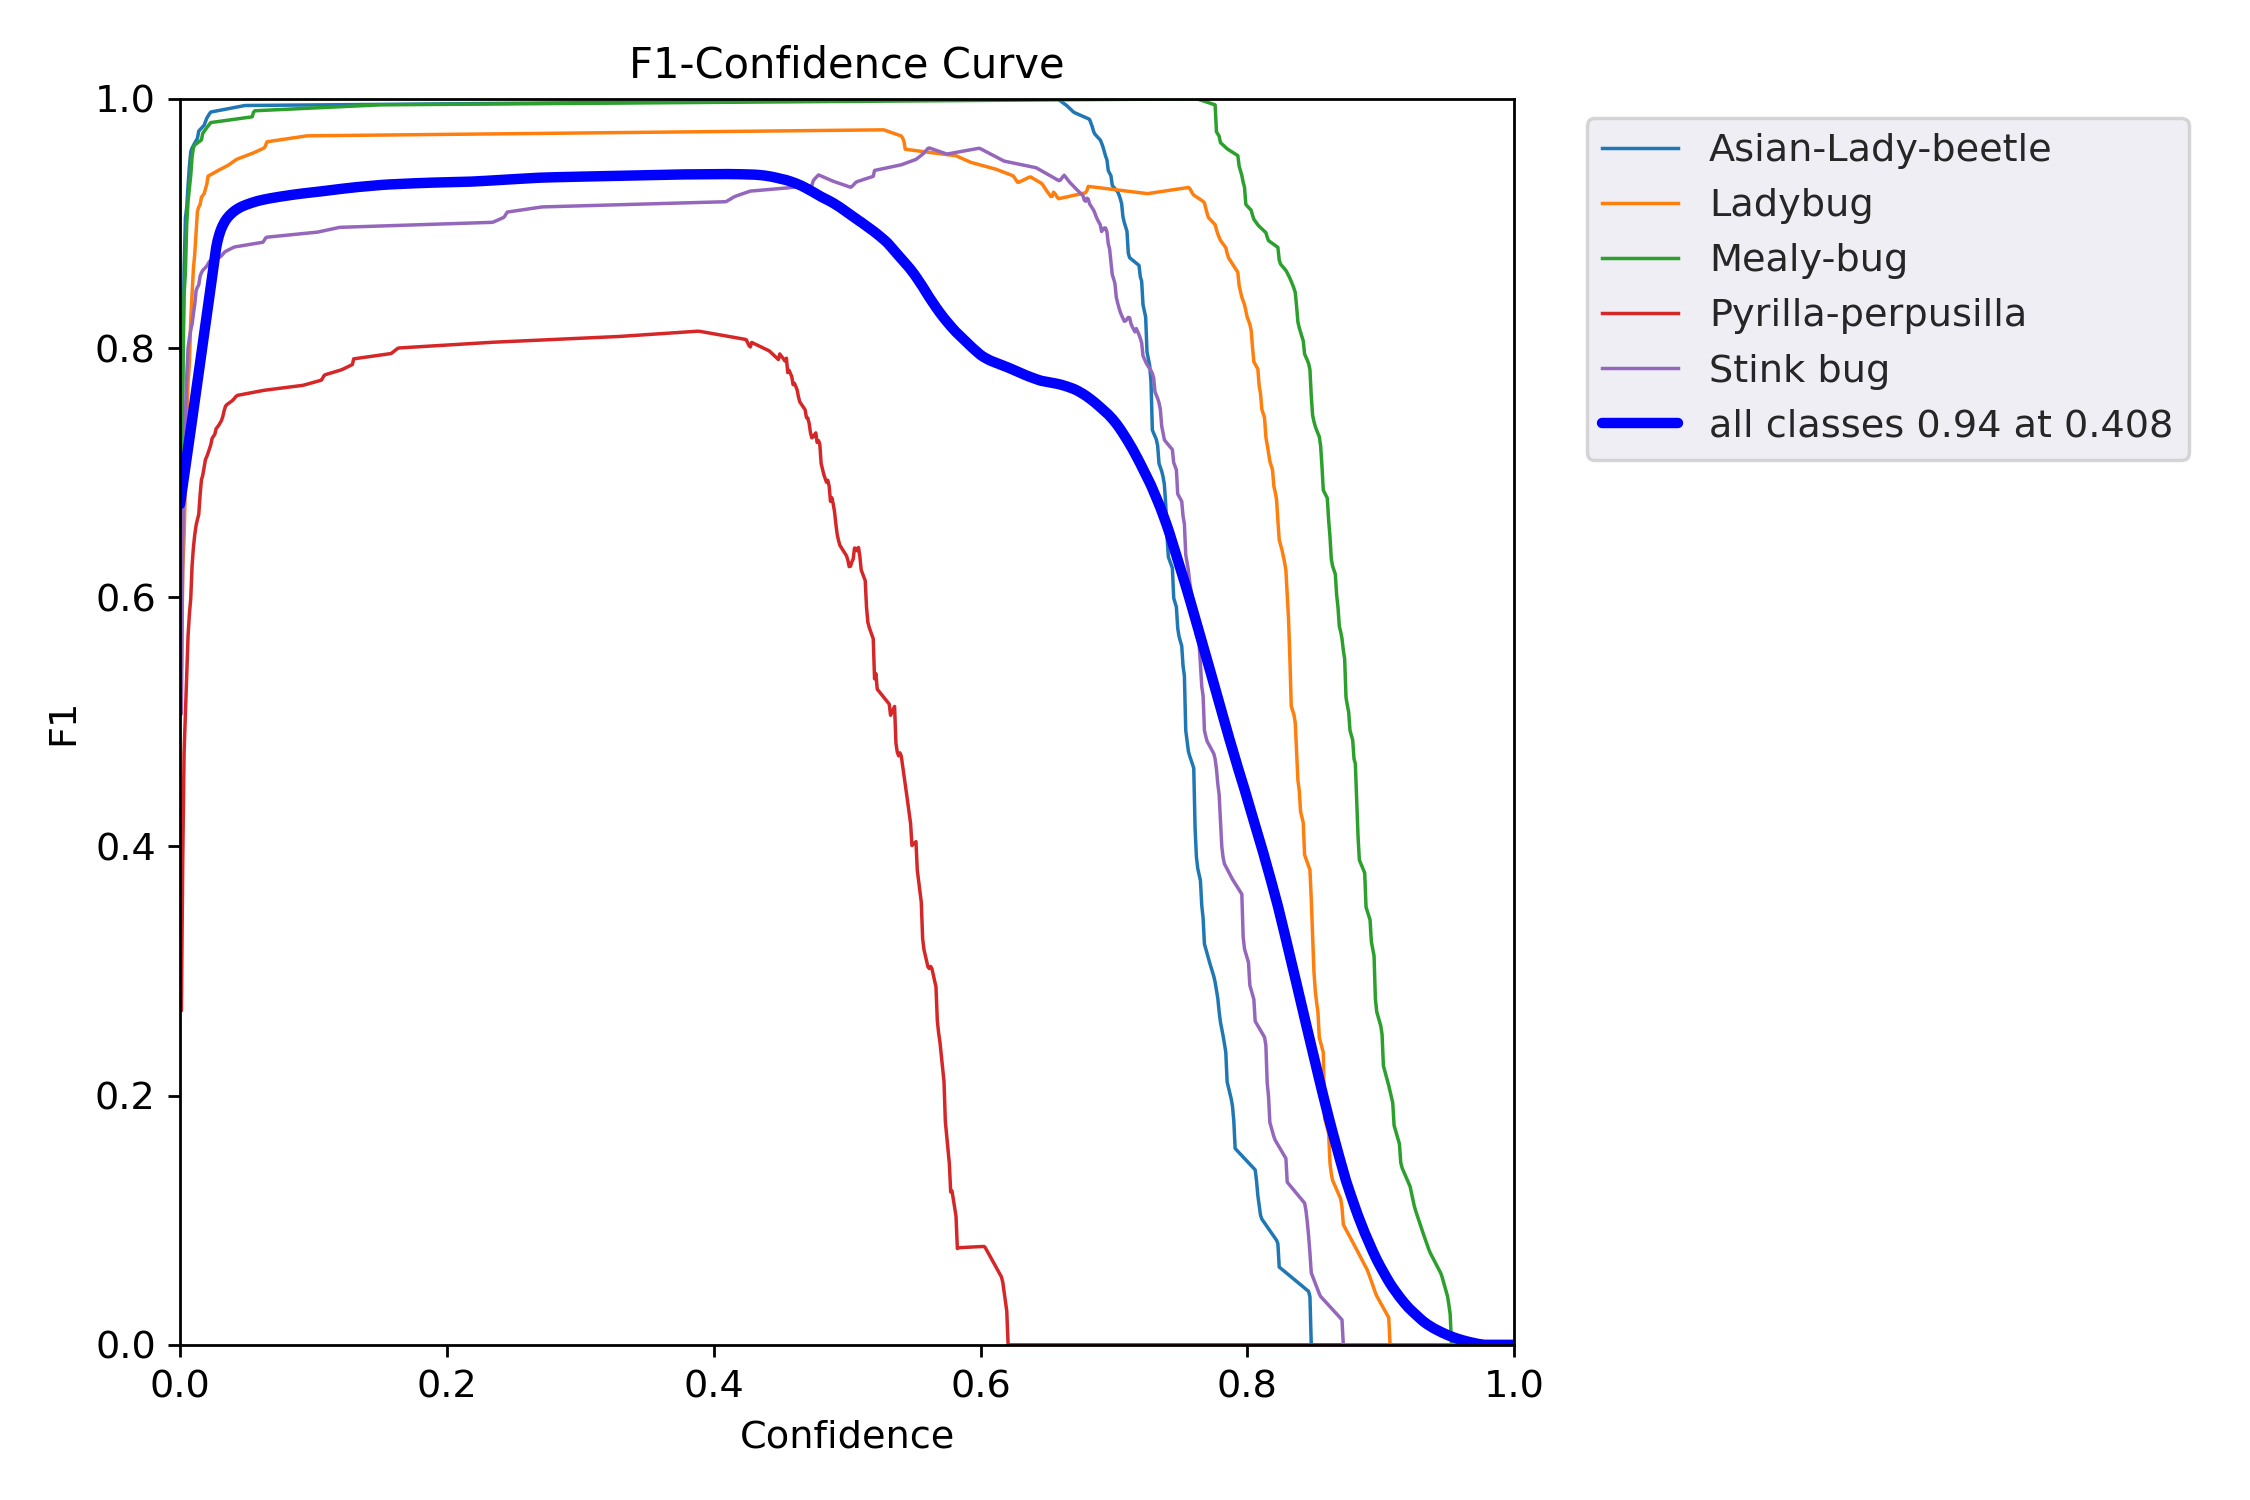 F1-Confidence Curve
1.0
0.8
0.6
0.4
0.2
0.0
F1
0.0 0.2 0.4 0.6 0.8 1.0
Confidence
Asian-Lady-beetle
Ladybug
Mealy-bug
Pyrilla-perpusilla
Stink bug
all classes 0.94 at 0.408